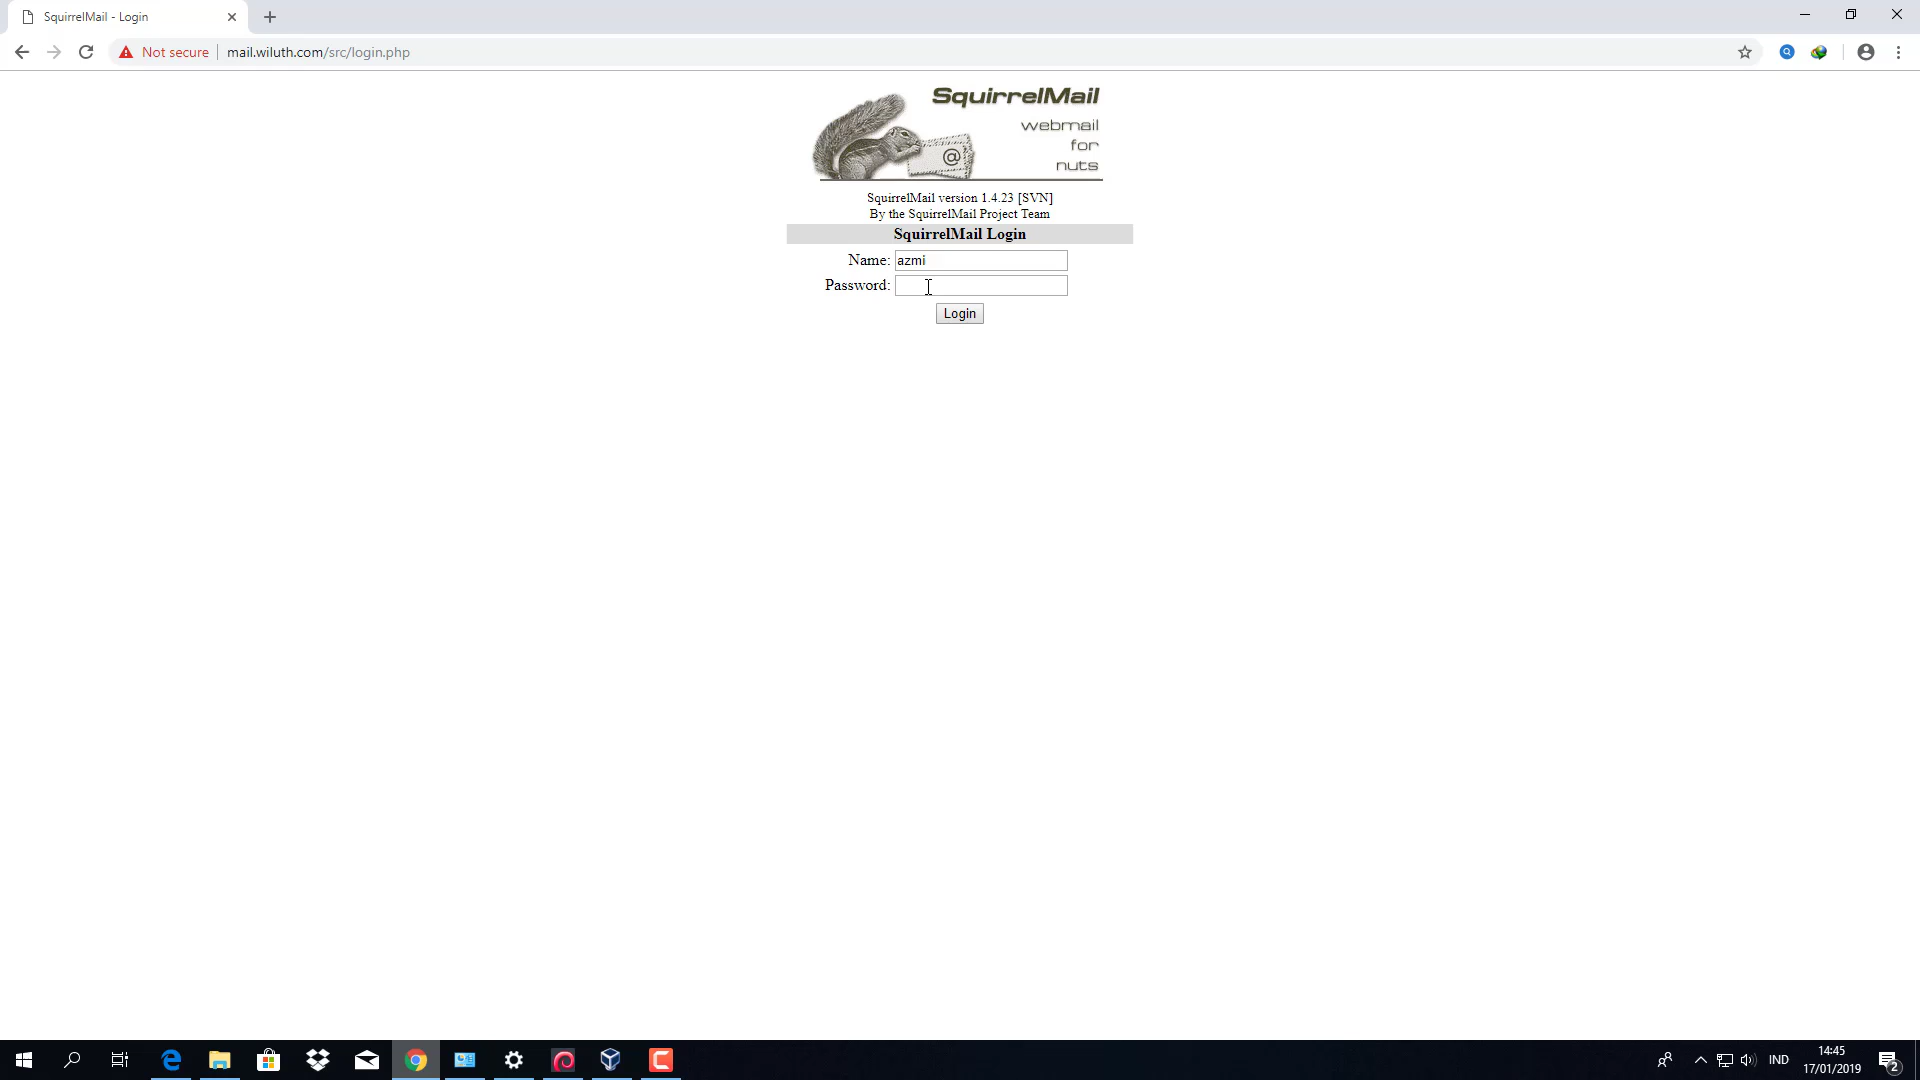 SquirrelMail - Login
Not secure
mail.wiluth.com/src/login.php
SquirrelMail
webmail
for
nuts
@
SquirrelMail version 1.4.23 [SVN]
By the SquirrelMail Project Team
SquirrelMail Login
Name: azmi
Password:
Login
IND
14:45
17/01/2019
2